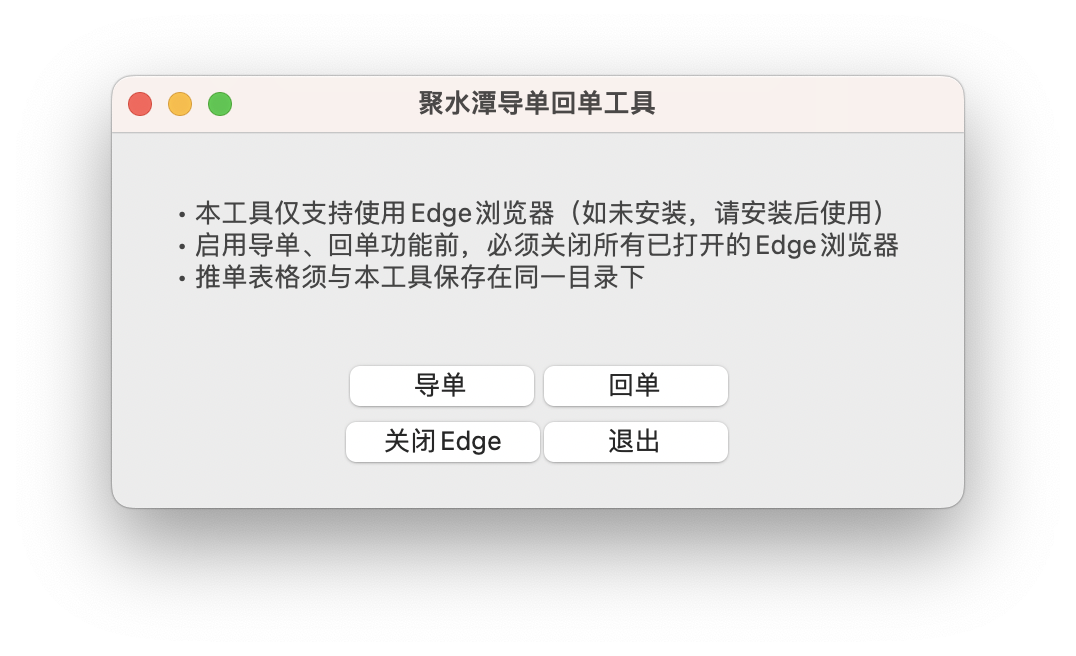 聚水潭导单回单工具
• 本工具仅支持使用Edge浏览器（如未安装，请安装后使用）
• 启用导单、回单功能前，必须关闭所有已打开的Edge浏览器
• 推单表格须与本工具保存在同一目录下
导单 回单
关闭Edge 退出